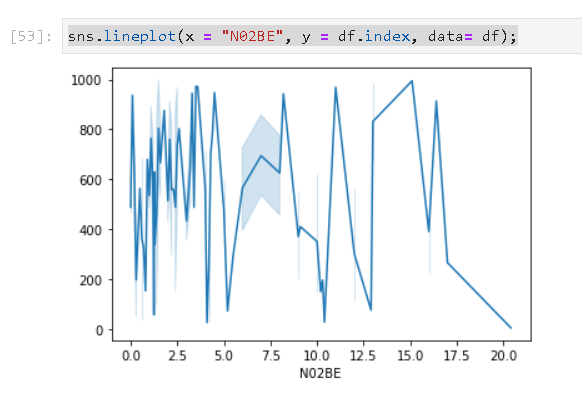 [53]: sns.lineplot(x = "N02BE", y = df.index, data= df);
1000
800
600
400
200
0
0.0 2.5 5.0 7.5 10.0 12.5 15.0 17.5 20.0
N02BE